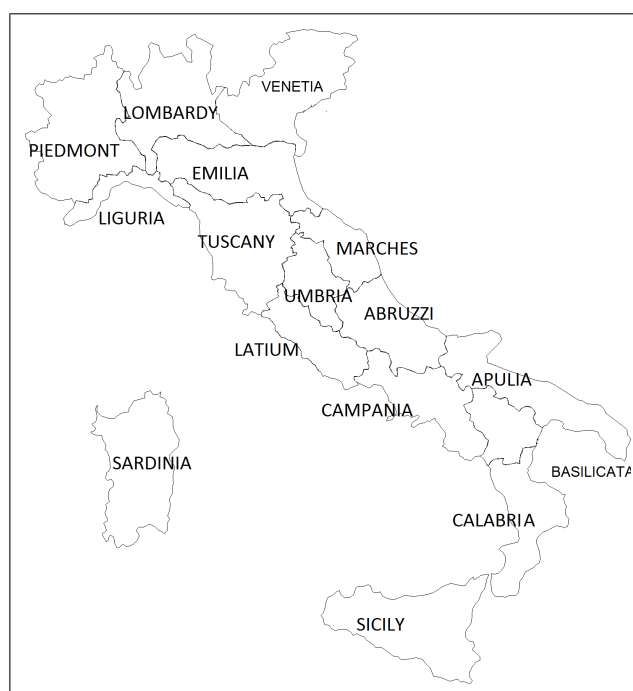 VENETIA
LOMBARDY
PIEDMONT
EMILIA
LIGURIA
TUSCANY
MARCHES
UMBRIA
ABRUZZI
LATIUM
APULIA
CAMPANIA
SARDINIA
BASILICATA
CALABRIA
SICILY